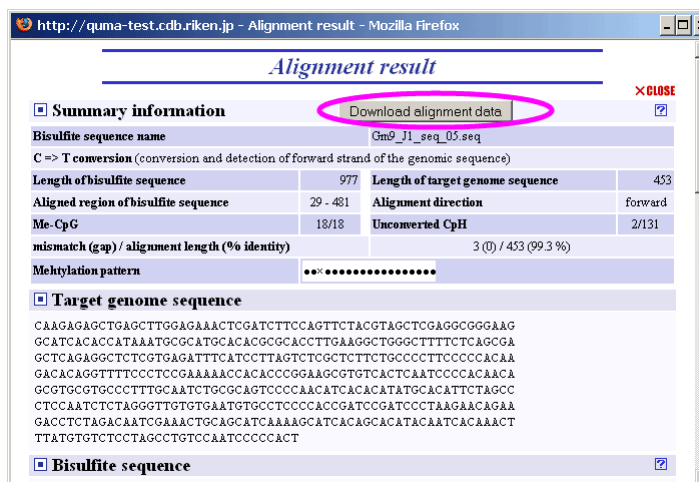 http://quma-test.cdb.riken.jp - Alignment result - Mozilla Firefox
Alignment result
×CLOSE
Summary information
Download alignment data
?
Bisulfite sequence name Gm9_J1_seq_05.seq
C => T conversion (conversion and detection of forward strand of the genomic sequence)
Length of bisulfite sequence 977 Length of target genome sequence 453
Aligned region of bisulfite sequence 29 - 481 Alignment direction forward
Me-CpG 18/18 Unconverted CpH 2/131
mismatch (gap) / alignment length (% identity) 3 (0) / 453 (99.3 %)
Mehtylation pattern ●●×●●●●●●●●●●●●●●●●
Target genome sequence
CAAGAGAGCTGAGCTTGGAGAAACTCGATCTTCCAGTTCTACGTAGCTCGAGGCGGGAAG
GCATCACACCATAAATGCGCATGCACACGCGCACCTTGAAGGCTGGGCTTTTCTCAGCGA
GCTCAGAGGCTCTCGTGAGATTTCATCCTTAGTCTCGCTCTTCTGCCCCTTCCCCCACAA
GACACAGGTTTTCCCTCCGAAAAACCACACCCGGAAGCGTGTCACTCAATCCCCACAACA
GCGTGCGTGCCCTTTGCAATCTGCGCAGTCCCCAACATCACACATATGCACATTCTAGCC
CTCCAATCTCTAGGGTTGTGTGAATGTGCCTCCCCACCGATCCGATCCCTAAGAACAGAA
GACCTCTAGACAATCGAAACTGCAGCATCAAAAGCATCACAGCACATACAATCACAAACT
TTATGTGTCTCCTAGCCTGTCCAATCCCCCACT
Bisulfite sequence
?